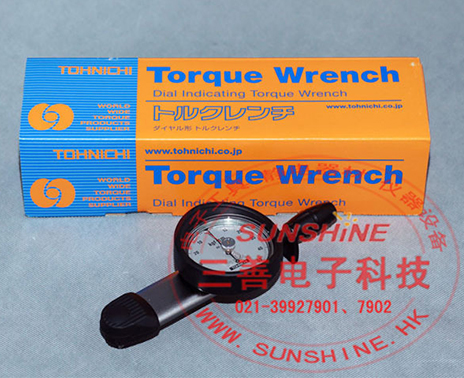 TOHNICHI
Torque Wrench
Dial Indicating Torque Wrench
トルクレンチ
www.tohnichi.co.jp
ダイヤル形 トルクレンチ
WORLD
WIDE
TORQUE
PRODUCTS
SUPPLIER
TOHNICHI
www.tohnichi.co.jp
Torque Wrench
Dial Indicating Torque Wrench
WORLD
WIDE
TORQUE
PRODUCTS
SUPPLIER
SUNSHINE
三善电子科技
021-39927901、7902
WWW.SUNSHINE.HK